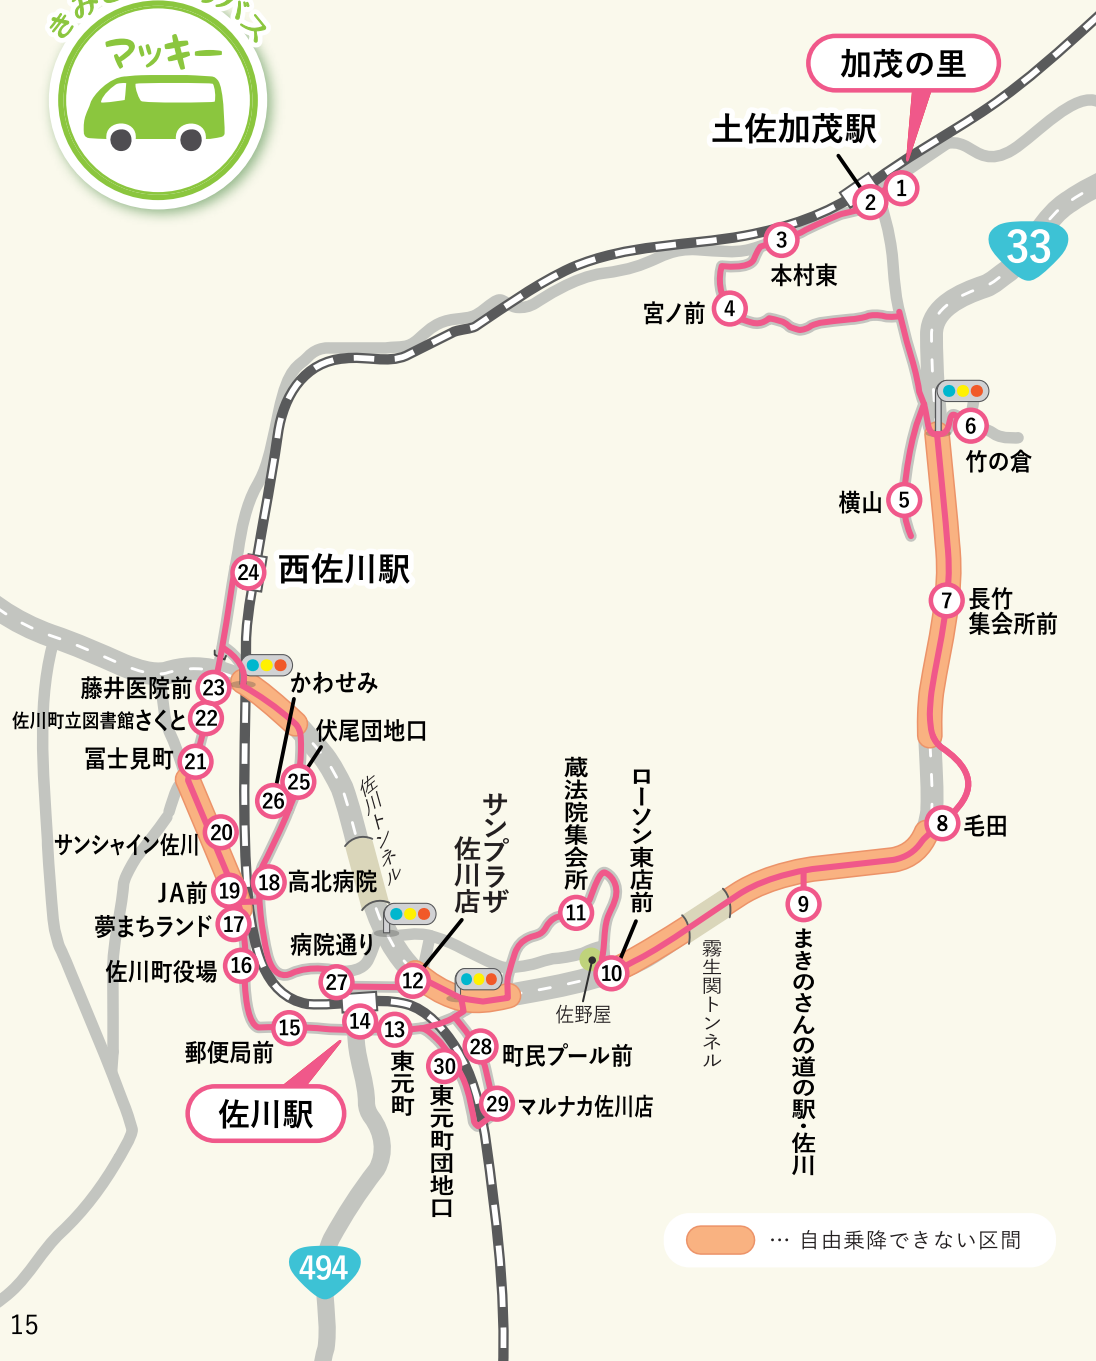 マッキー
加茂の里
土佐加茂駅
1
2
3
本村東
33
宮ノ前
4
6
竹の倉
横山
5
7
長竹
集会所前
24
西佐川駅
藤井医院前
23
かわせみ
佐川町立図書館さくと
22
伏尾団地口
冨士見町
21
25
26
佐川トンネル
サンプラザ
佐川店
蔵法院集会所
ローソン東店前
8
毛田
サンシャイン佐川
20
JA前
19
18
高北病院
夢まちランド
17
11
9
まきのさんの道の駅・佐川
病院通り
佐川町役場
16
27
12
10
霧生関トンネル
佐野屋
郵便局前
15
14
13
東元町
28
町民プール前
30
東元町団地口
29
マルナカ佐川店
佐川駅
… 自由乗降できない区間
494
15